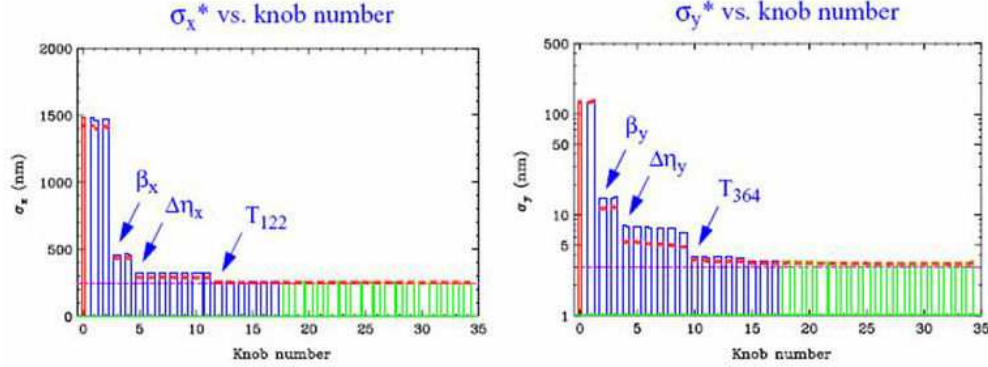 σx* vs. knob number
2000
1500
1000
500
0
σx (nm)
βx
Δηx
T122
0 5 10 15 20 25 30 35
Knob number
σy* vs. knob number
500
100
50
10
5
1
σy (nm)
βy
Δηy
T364
0 5 10 15 20 25 30 35
Knob number